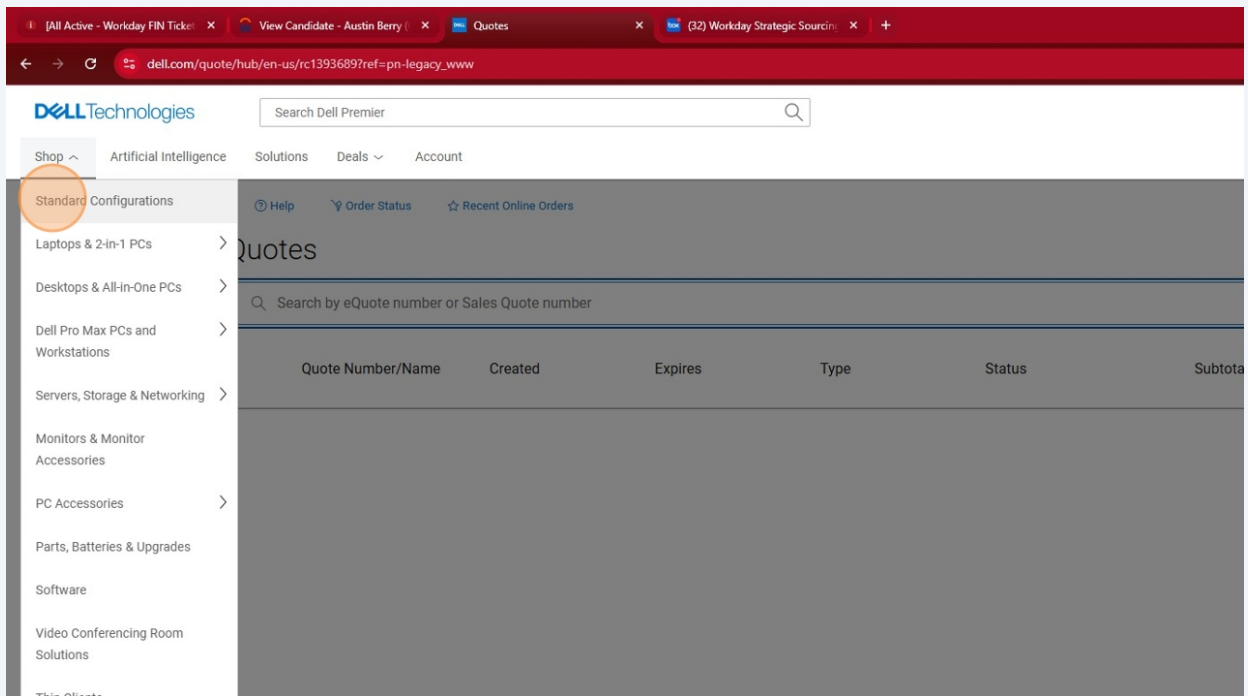 [All Active - Workday FIN Ticket
View Candidate - Austin Berry (
Quotes
(32) Workday Strategic Sourcing
dell.com/quote/hub/en-us/rc1393689?ref=pn-legacy_www
DELLTechnologies
Search Dell Premier
Shop
Artificial Intelligence
Solutions
Deals
Account
Standard Configurations
Help
Order Status
Recent Online Orders
Laptops & 2-in-1 PCs
Quotes
Desktops & All-in-One PCs
Search by eQuote number or Sales Quote number
Dell Pro Max PCs and
Workstations
Quote Number/Name
Created
Expires
Type
Status
Subtota
Servers, Storage & Networking
Monitors & Monitor
Accessories
PC Accessories
Parts, Batteries & Upgrades
Software
Video Conferencing Room
Solutions
Thin Clients